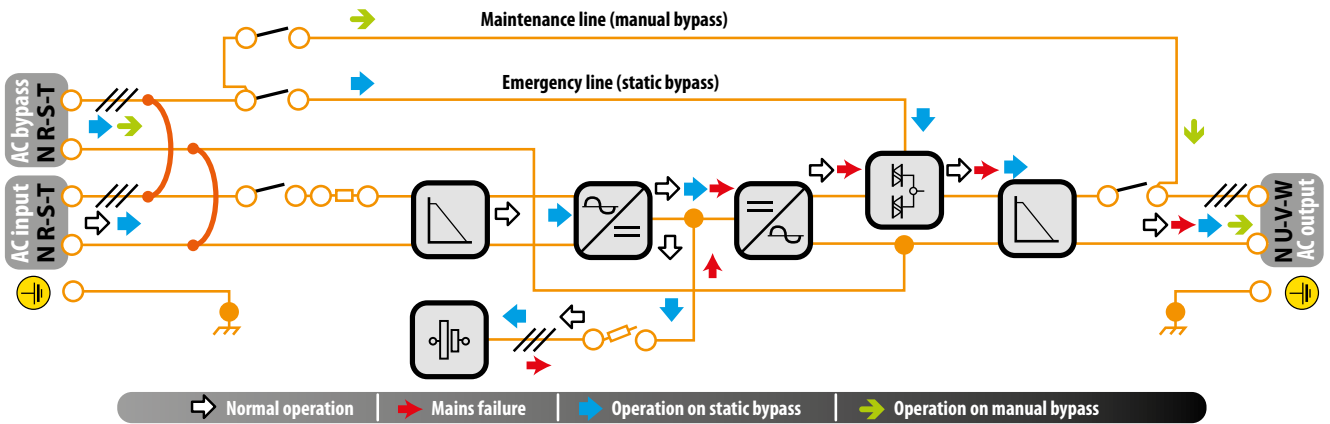 Maintenance line (manual bypass)
Emergency line (static bypass)
AC bypass
N R-S-T
AC input
N R-S-T
N U-V-W
AC output
Normal operation
Mains failure
Operation on static bypass
Operation on manual bypass